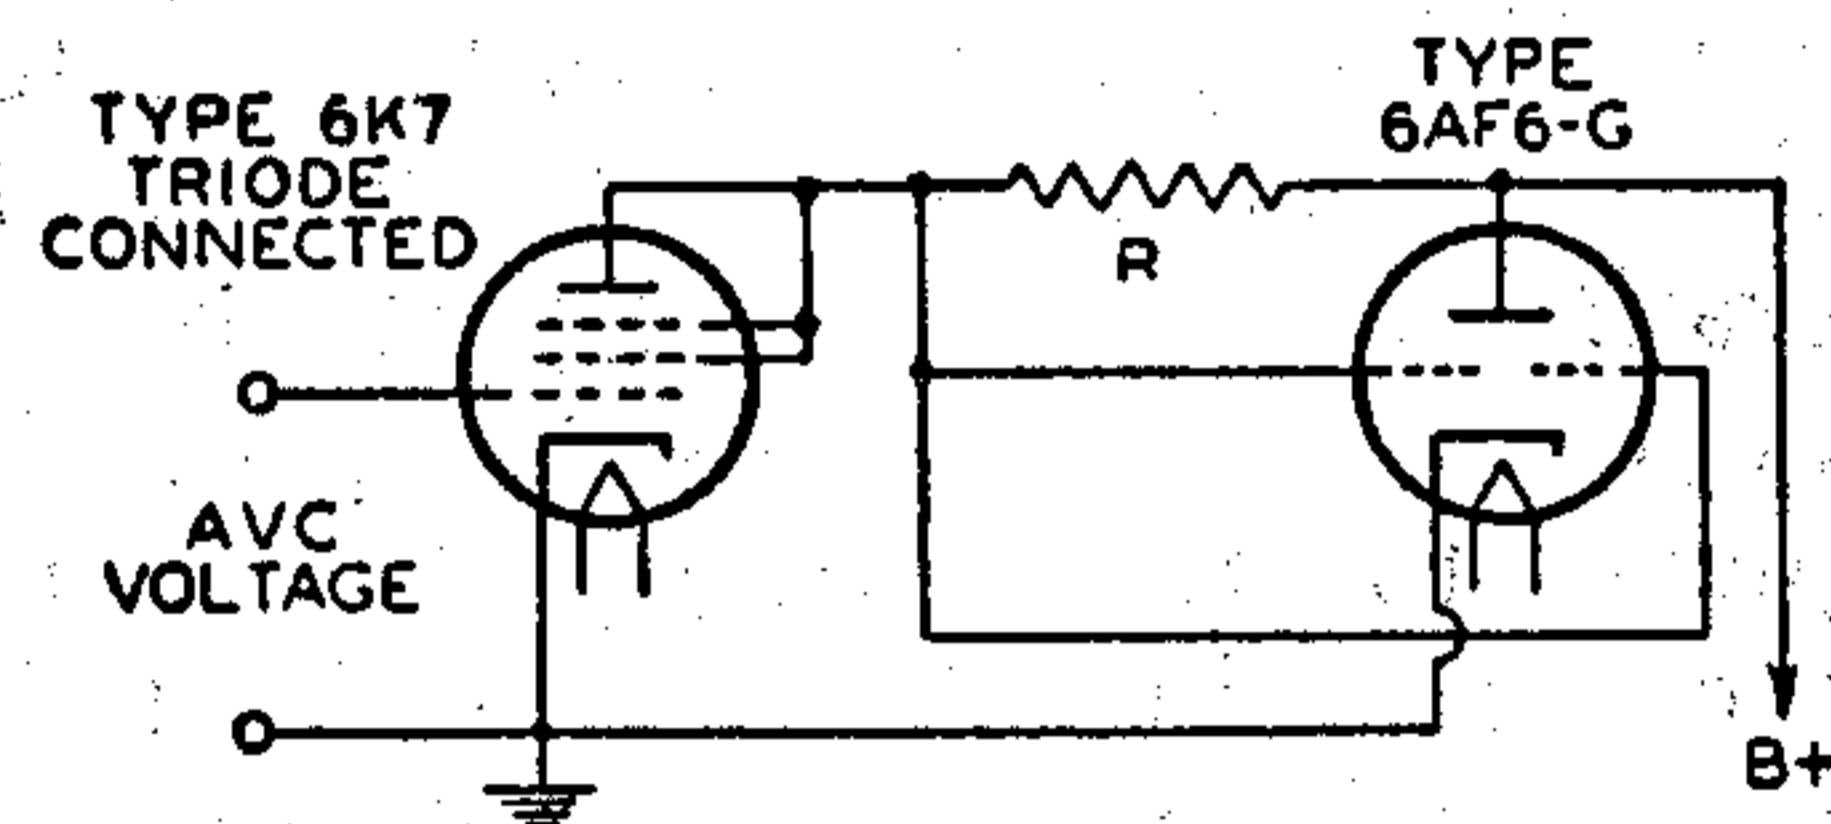 TYPE 6K7
TRIODE
CONNECTED
TYPE
6AF6-G
R
AVC
VOLTAGE
B+